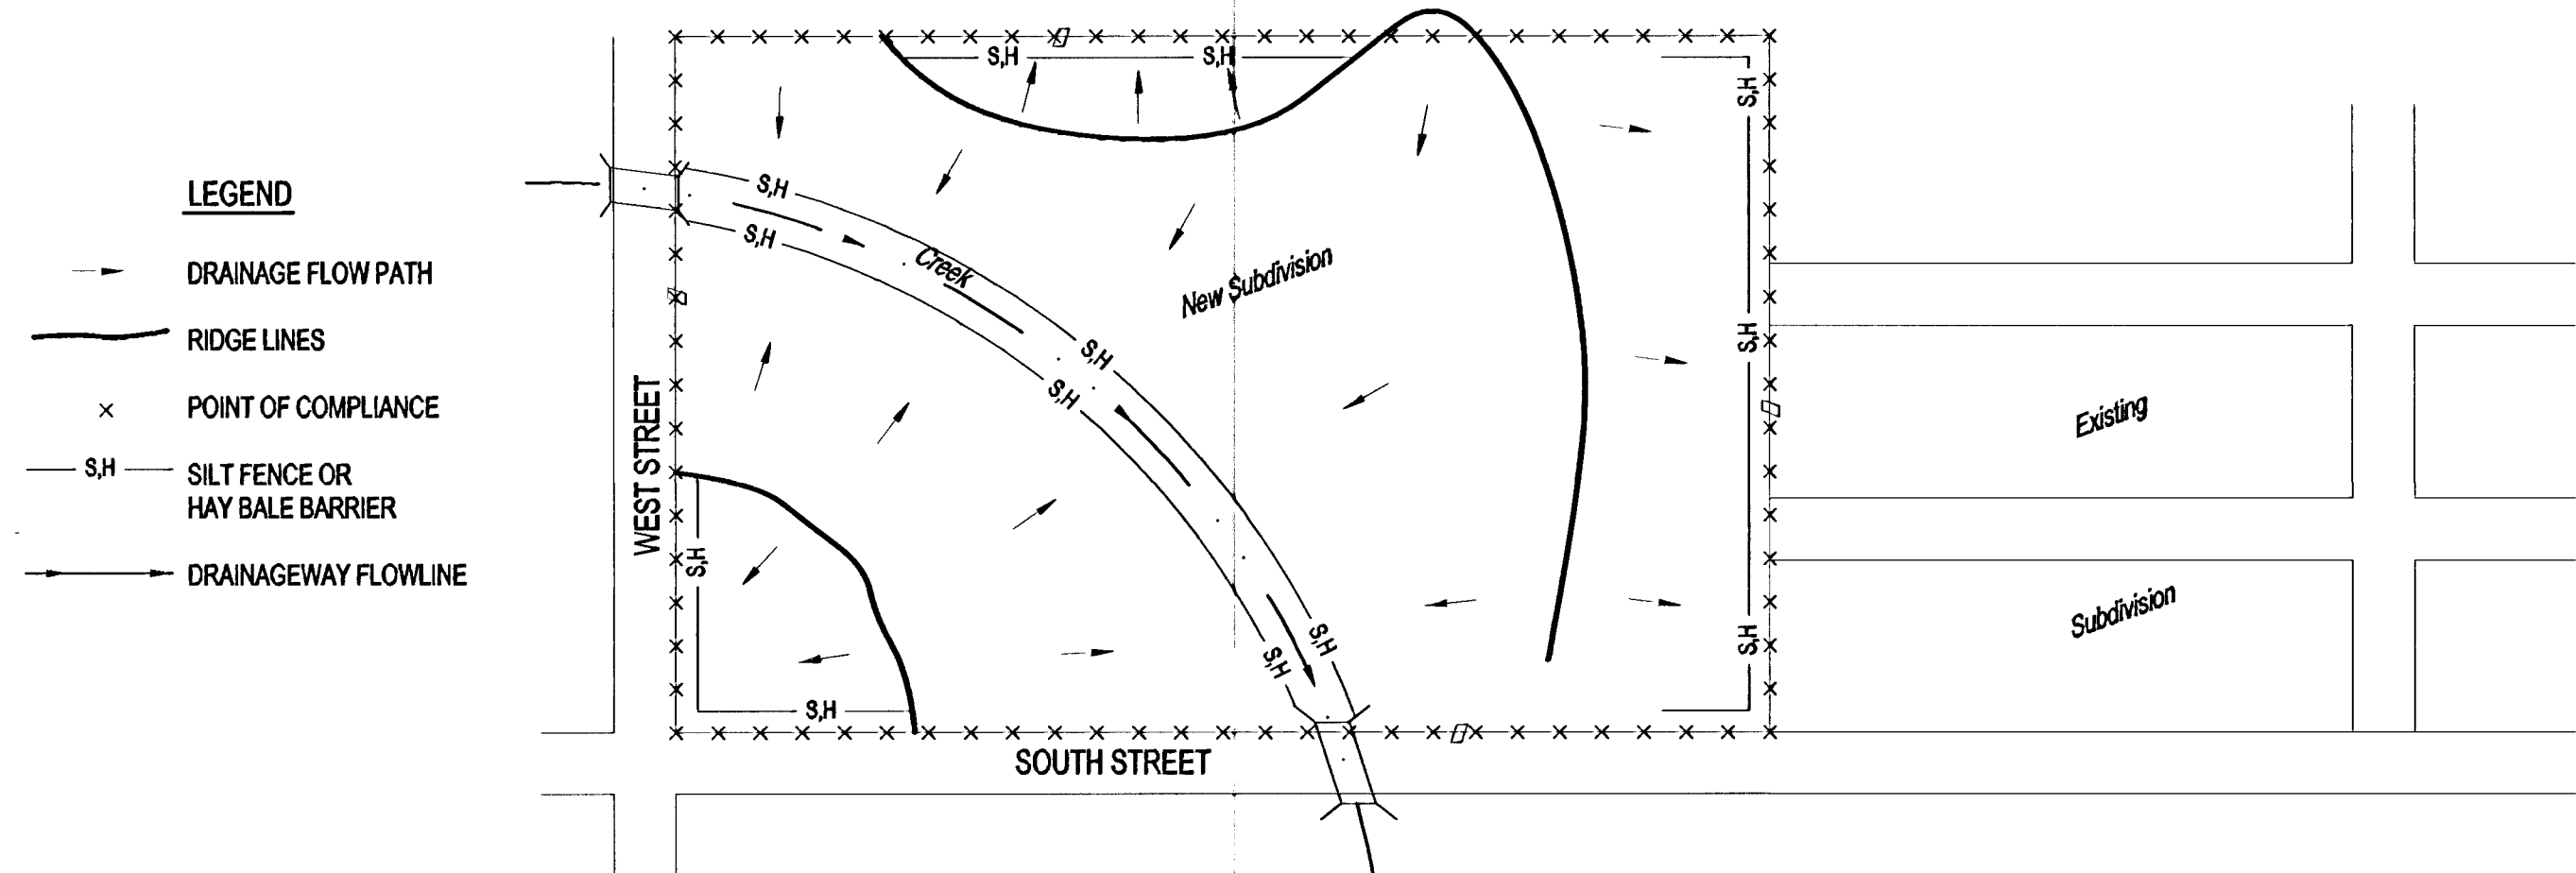 LEGEND
DRAINAGE FLOW PATH
RIDGE LINES
POINT OF COMPLIANCE
S,H
SILT FENCE OR
HAY BALE BARRIER
DRAINAGEWAY FLOWLINE
S,H
S,H
S,H
S,H
S,H
Creek
New Subdivision
S,H
S,H
S,H
WEST STREET
Existing
S,H
Subdivision
S,H
S,H
S,H
S,H
SOUTH STREET